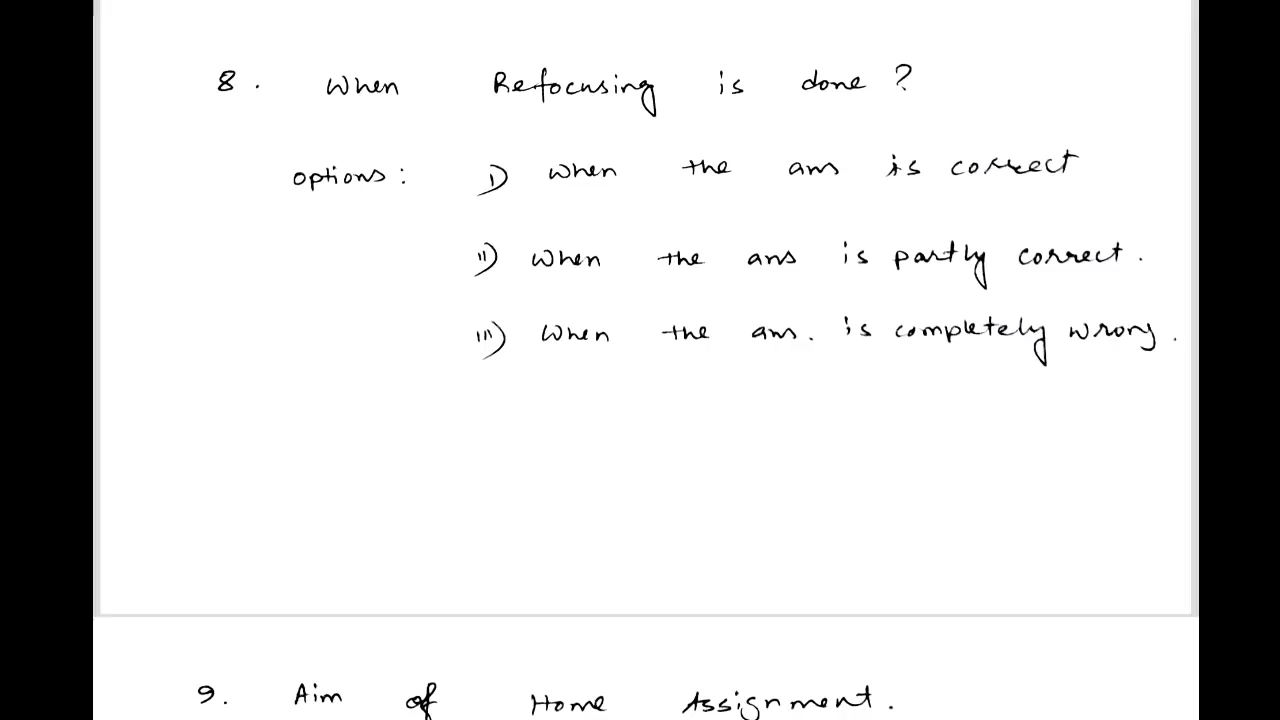 8. When Refocusing is done?
options: i) when the ans is correct
ii) when the ans is partly correct.
iii) when the ans. is completely wrong.
9. Aim of Home Assignment.